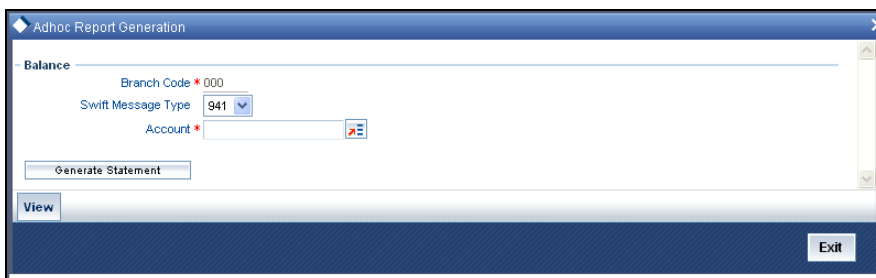 Adhoc Report Generation
Balance
Branch Code * 000
Swift Message Type 941
Account *
Generate Statement
View
Exit